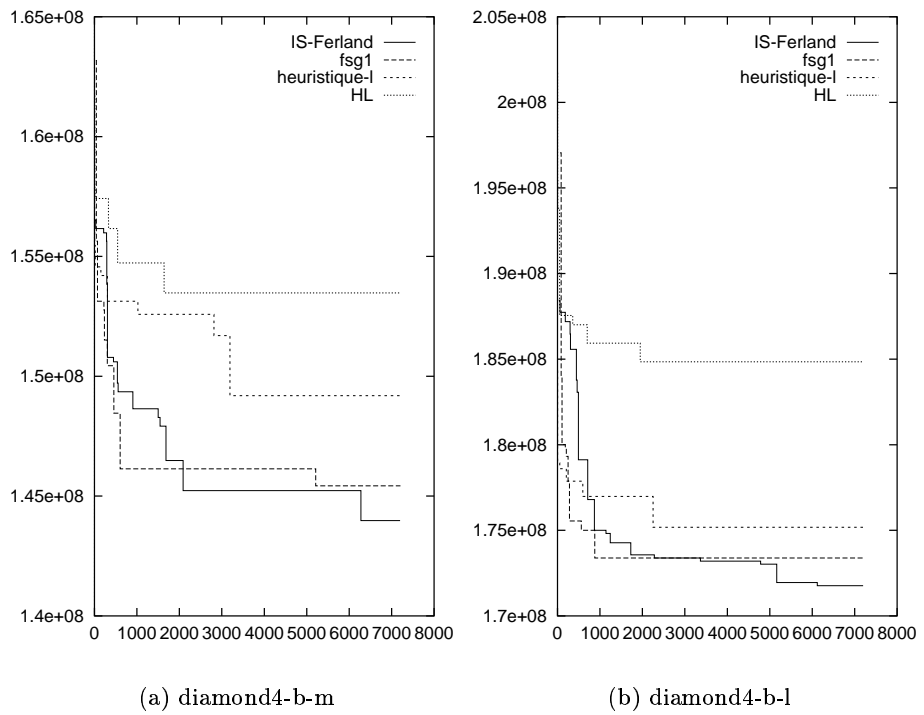 1.65e+08
1.6e+08
1.55e+08
1.5e+08
1.45e+08
1.4e+08
0 1000 2000 3000 4000 5000 6000 7000 8000
IS-Ferland
fsg1
heuristique-l
HL
(a) diamond4-b-m
2.05e+08
2e+08
1.95e+08
1.9e+08
1.85e+08
1.8e+08
1.75e+08
1.7e+08
0 1000 2000 3000 4000 5000 6000 7000 8000
IS-Ferland
fsg1
heuristique-l
HL
(b) diamond4-b-l